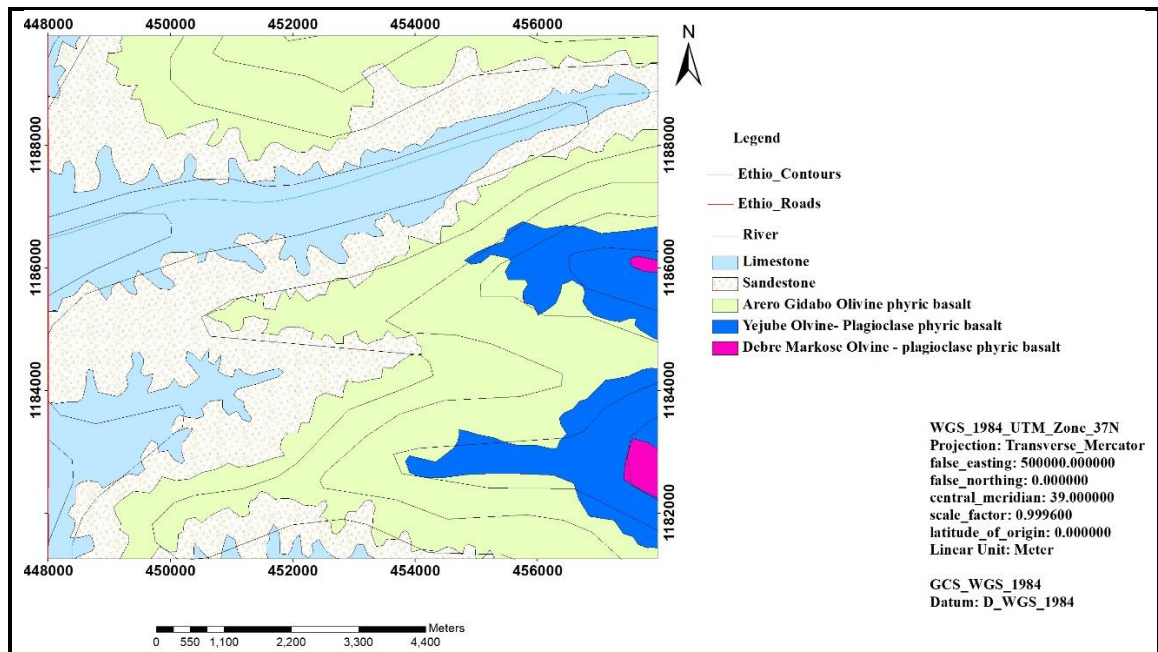 448000 450000 452000 454000 456000
N
1188000 1188000
1186000 1186000
1184000 1184000
1182000 1182000
448000 450000 452000 454000 456000
Legend
Ethio_Contours
Ethio_Roads
River
Limestone
Sandestone
Arero Gidabo Olivine phyric basalt
Yejube Olvine- Plagioclase phyric basalt
Debre Markose Olvine - plagioclase phyric basalt
WGS_1984_UTM_Zone_37N
Projection: Transverse_Mercator
false_easting: 500000.000000
false_northing: 0.000000
central_meridian: 39.000000
scale_factor: 0.999600
latitude_of_origin: 0.000000
Linear Unit: Meter
GCS_WGS_1984
Datum: D_WGS_1984
Meters
0 550 1,100 2,200 3,300 4,400